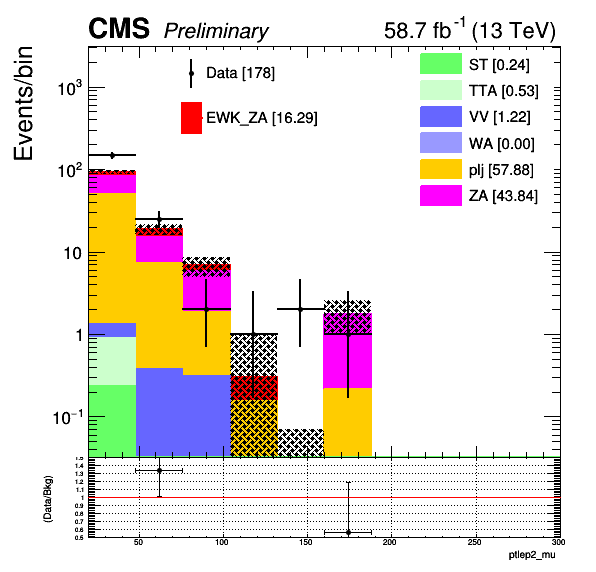 CMS Preliminary 58.7 fb⁻¹ (13 TeV)
Events/bin
Data [178]
EWK_ZA [16.29]
ST [0.24]
TTA [0.53]
VV [1.22]
WA [0.00]
plj [57.88]
ZA [43.84]
10³
10²
10
1
10⁻¹
(Data/Bkg)
1.5
1.4
1.3
1.2
1.1
1
0.9
0.8
0.7
0.6
0.5
50 100 150 200 250 300
ptlep2_mu